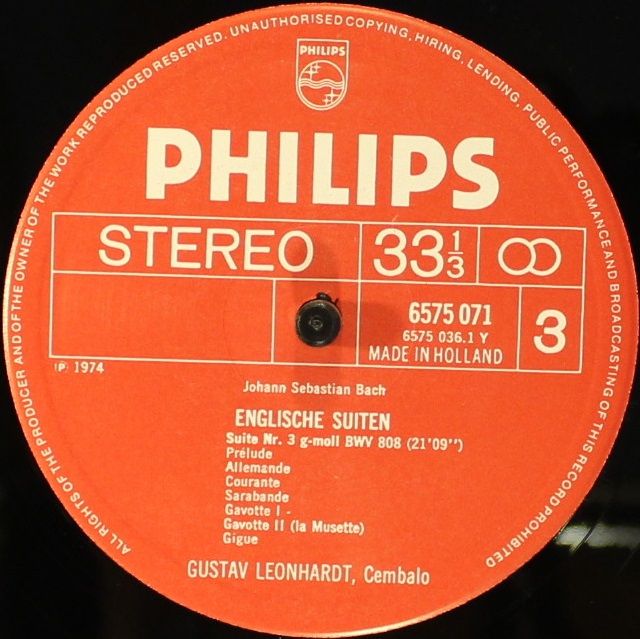 ALL RIGHTS OF THE PRODUCER AND OF THE OWNER OF THE WORK REPRODUCED RESERVED. UNAUTHORISED COPYING, HIRING, LENDING, PUBLIC PERFORMANCE AND BROADCASTING OF THIS RECORD PROHIBITED
PHILIPS
PHILIPS
STEREO 33 1/3
6575 071
6575 036.1 Y
MADE IN HOLLAND
3
℗ 1974
Johann Sebastian Bach
ENGLISCHE SUITEN
Suite Nr. 3 g-moll BWV 808 (21'09'')
Prélude
Allemande
Courante
Sarabande
Gavotte I -
Gavotte II (la Musette)
Gigue
GUSTAV LEONHARDT, Cembalo